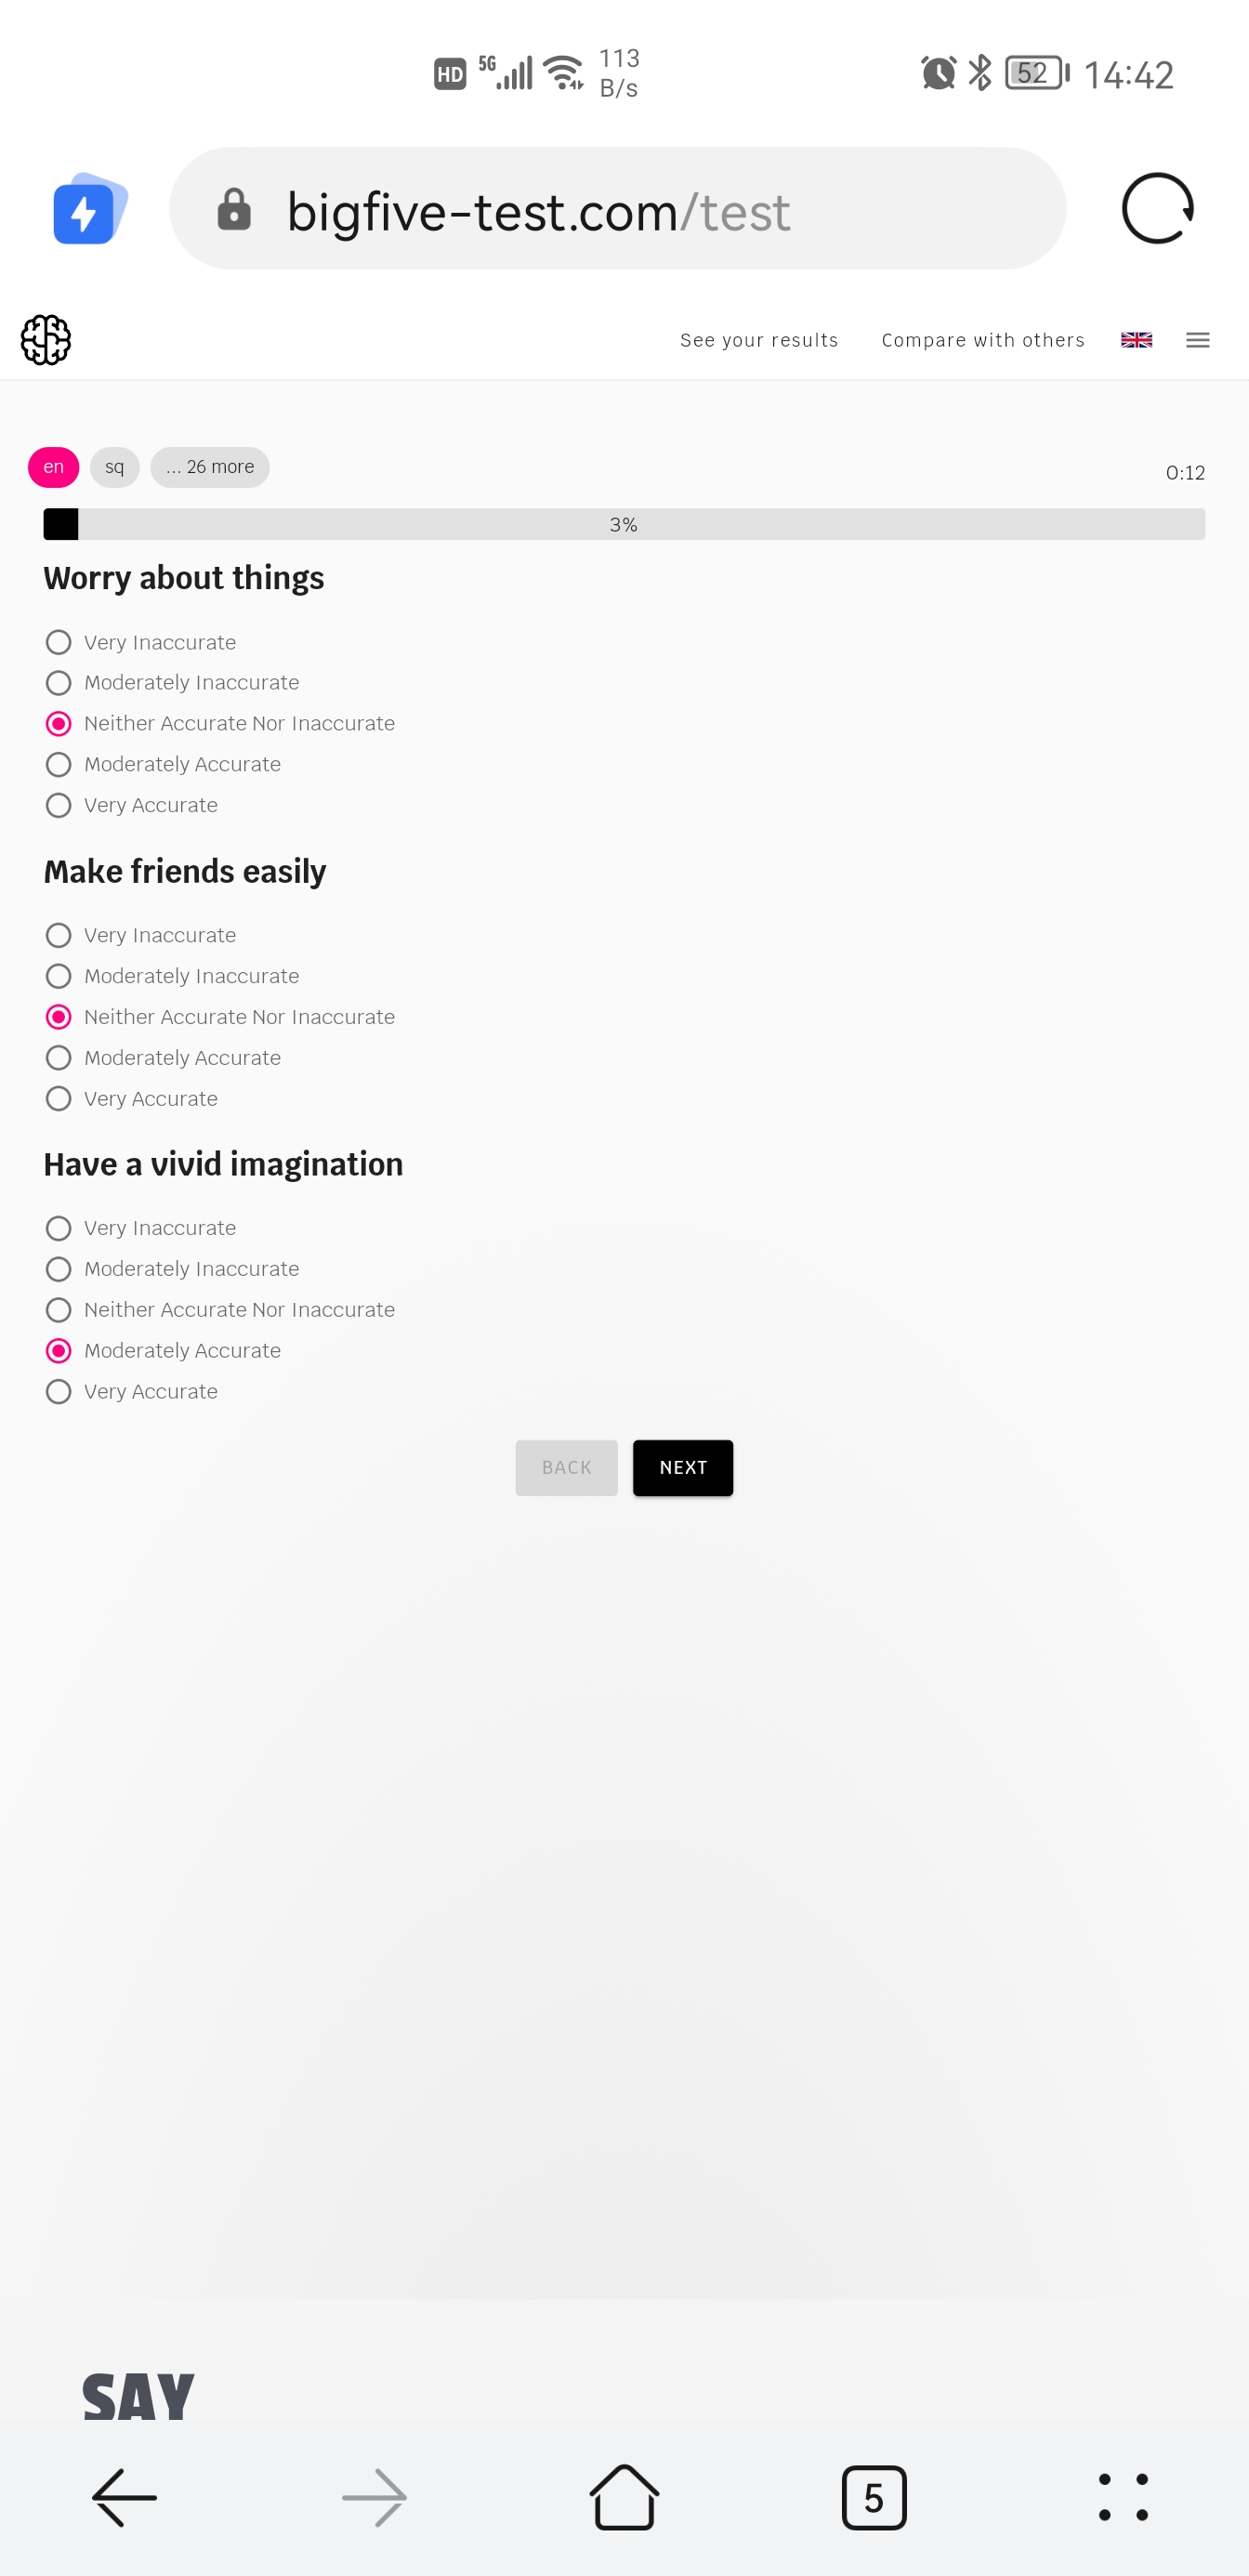 HD 5G 113 B/s 52 14:42
bigfive-test.com/test
See your results Compare with others
en sq ... 26 more 0:12
3%
Worry about things
Very Inaccurate
Moderately Inaccurate
Neither Accurate Nor Inaccurate
Moderately Accurate
Very Accurate
Make friends easily
Very Inaccurate
Moderately Inaccurate
Neither Accurate Nor Inaccurate
Moderately Accurate
Very Accurate
Have a vivid imagination
Very Inaccurate
Moderately Inaccurate
Neither Accurate Nor Inaccurate
Moderately Accurate
Very Accurate
BACK NEXT
SAY
5